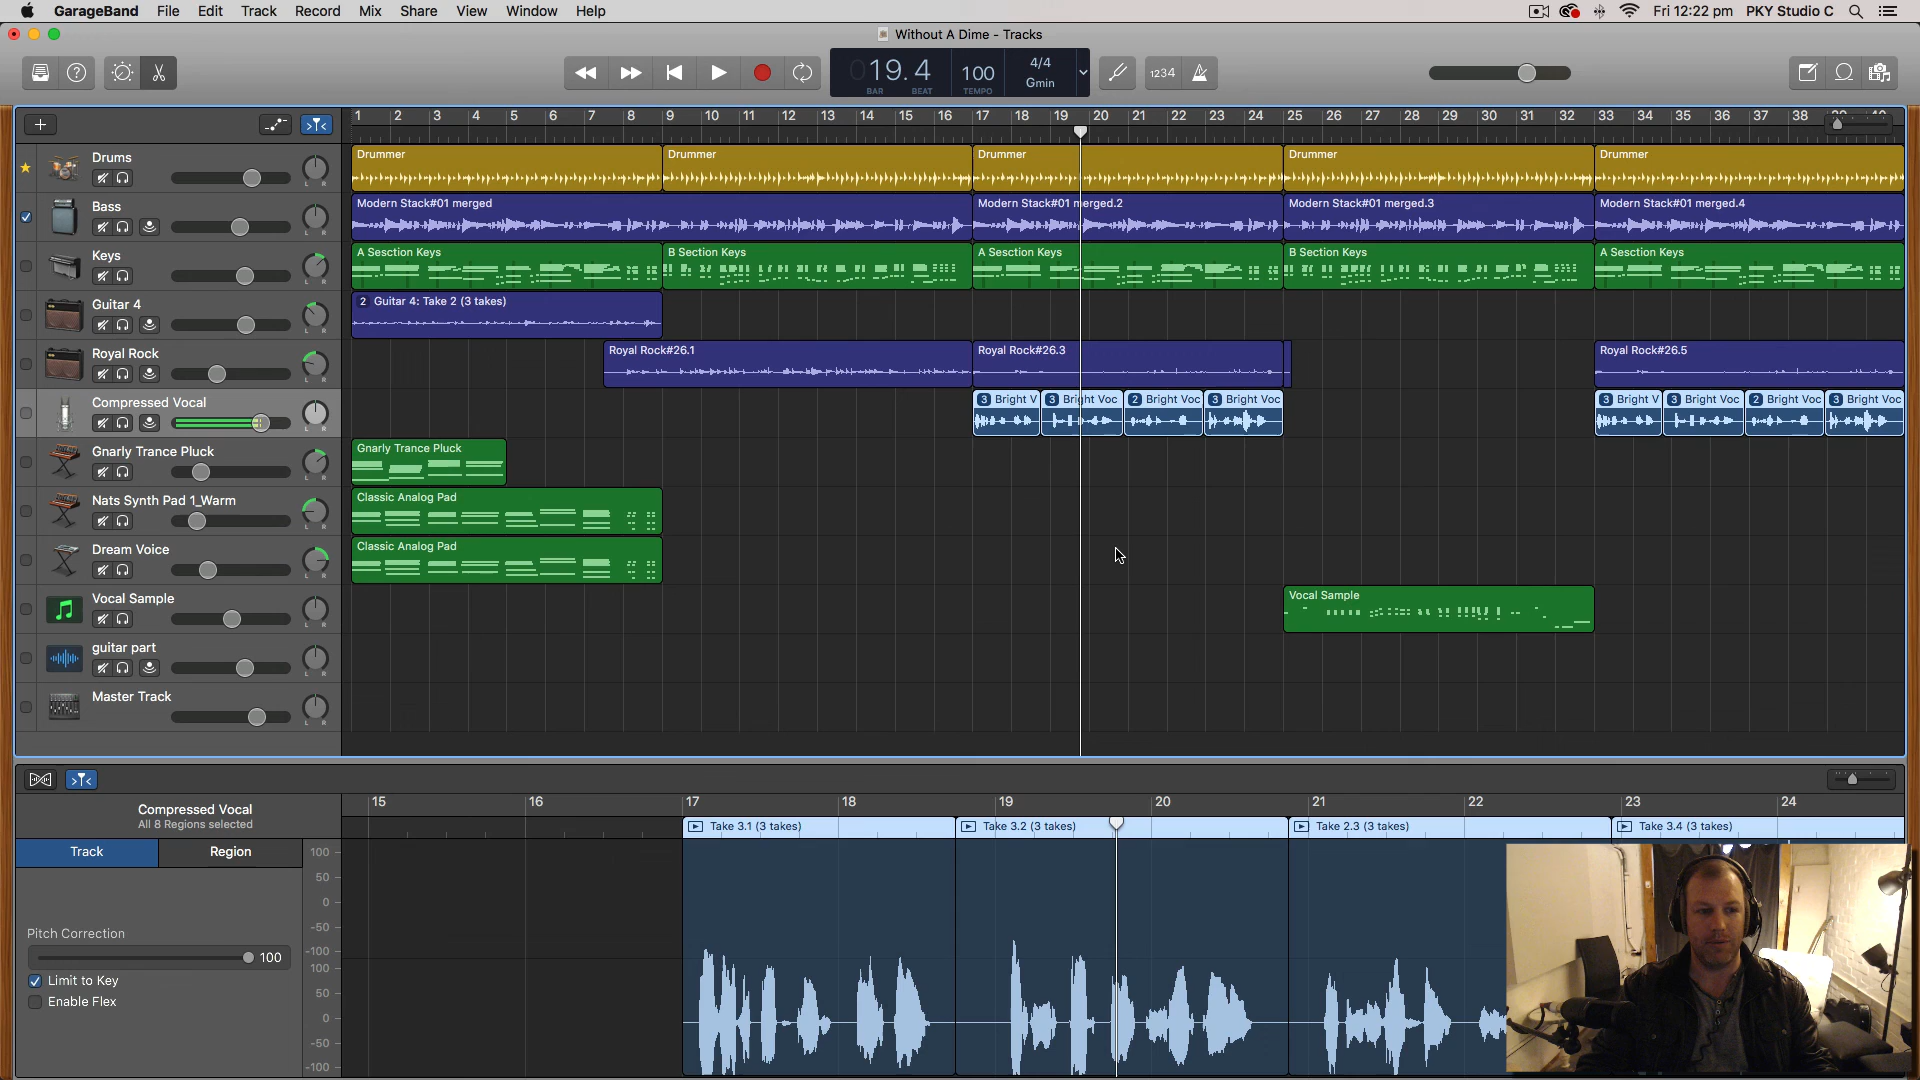 GarageBand File Edit Track Record Mix Share View Window Help Fri 12:22 pm PKY Studio C
Without A Dime - Tracks
019.4 100 4/4 Gmin
BAR BEAT TEMPO
1234
1 2 3 4 5 6 7 8 9 10 11 12 13 14 15 16 17 18 19 20 21 22 23 24 25 26 27 28 29 30 31 32 33 34 35 36 37 38 39 40
Drums
L R
Drummer Drummer Drummer Drummer Drummer
Bass
L R
Modern Stack#01 merged Modern Stack#01 merged.2 Modern Stack#01 merged.3 Modern Stack#01 merged.4
Keys
L R
A Sesction Keys B Section Keys A Sesction Keys B Section Keys A Sesction Keys
Guitar 4
L R
2 Guitar 4: Take 2 (3 takes)
Royal Rock
L R
Royal Rock#26.1 Royal Rock#26.3 Royal Rock#26.5
Compressed Vocal
L R
3 Bright V 3 Bright Voc 2 Bright Voc 3 Bright Voc 3 Bright V 3 Bright Voc 2 Bright Voc 3 Bright Voc
Gnarly Trance Pluck
L R
Gnarly Trance Pluck
Nats Synth Pad 1_Warm
L R
Classic Analog Pad
Dream Voice
L R
Classic Analog Pad
Vocal Sample
L R
Vocal Sample
guitar part
L R
Master Track
L R
15 16 17 18 19 20 21 22 23 24
Compressed Vocal
All 8 Regions selected
Take 3.1 (3 takes) Take 3.2 (3 takes) Take 2.3 (3 takes) Take 3.4 (3 takes)
Track Region
100
50
0
-50
-100
100
50
0
-50
-100
Pitch Correction
100
Limit to Key
Enable Flex